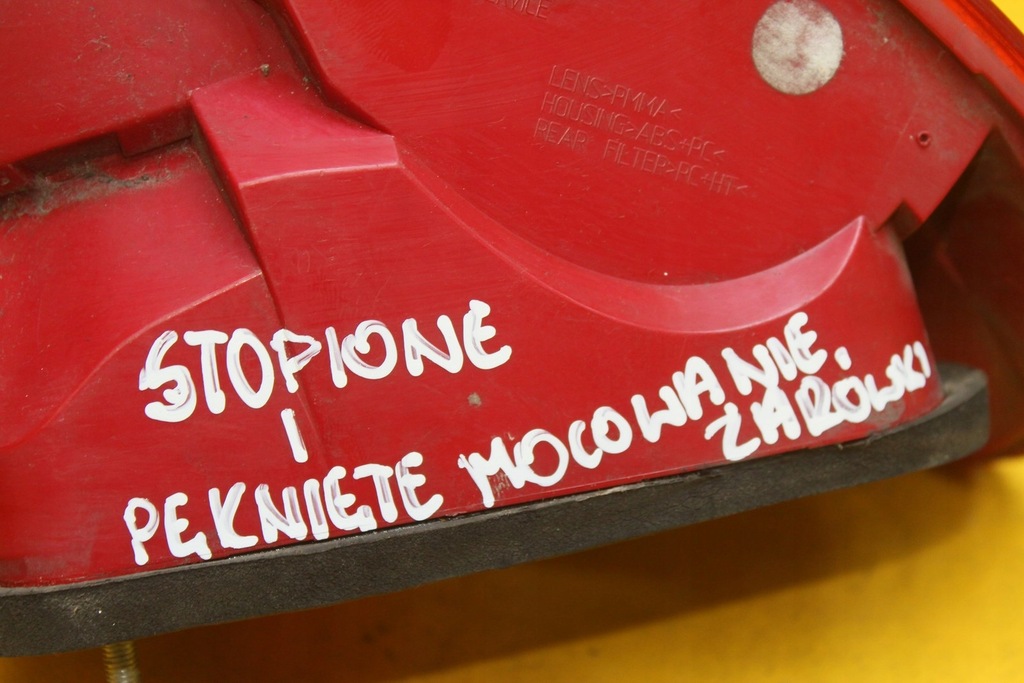 LENS>PMMA<
HOUSING>ABS+PC<
REAR FILTER>PC+HT<
STOPIONE
I
PĘKNIĘTE MOCOWANIE
ŻARÓWKI